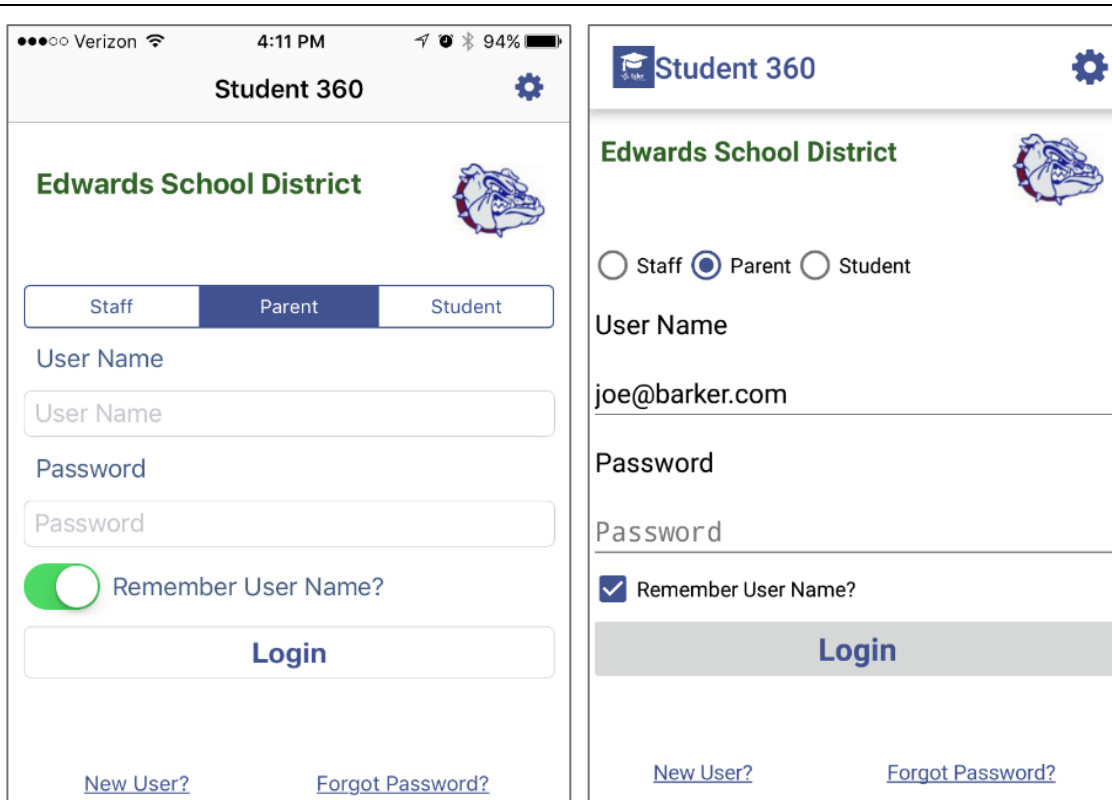 ●●●○○ Verizon 4:11 PM 94%
Student 360
Edwards School District
Staff Parent Student
User Name
User Name
Password
Password
Remember User Name?
Login
New User? Forgot Password?
Student 360
Edwards School District
Staff Parent Student
User Name
joe@barker.com
Password
Password
Remember User Name?
Login
New User? Forgot Password?